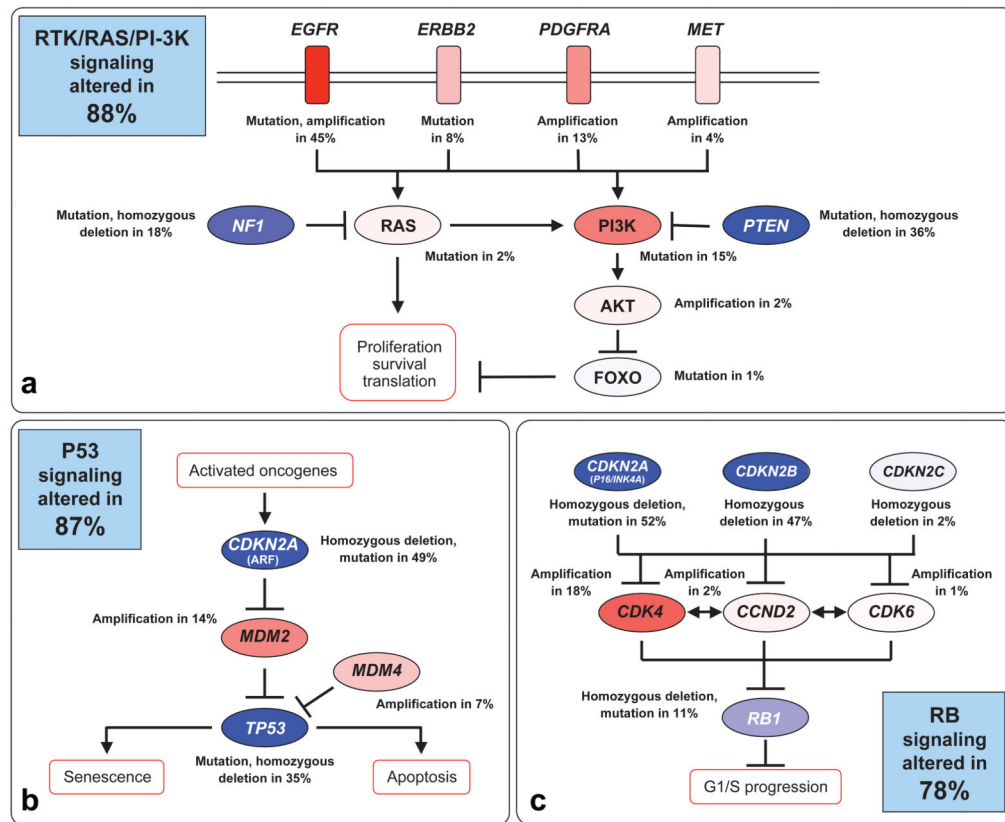 RTK/RAS/PI-3K
signaling
altered in
88%
EGFR
ERBB2
PDGFRA
MET
Mutation, amplification
in 45%
Mutation
in 8%
Amplification
in 13%
Amplification
in 4%
Mutation, homozygous
deletion in 18%
NF1
RAS
PI3K
PTEN
Mutation, homozygous
deletion in 36%
Mutation in 2%
Mutation in 15%
AKT
Amplification in 2%
Proliferation
survival
translation
FOXO
Mutation in 1%
a
P53
signaling
altered in
87%
Activated oncogenes
CDKN2A
(ARF)
Homozygous deletion,
mutation in 49%
Amplification in 14%
MDM2
MDM4
Amplification in 7%
TP53
Mutation, homozygous
deletion in 35%
Senescence
Apoptosis
b
CDKN2A
(P16/INK4A)
CDKN2B
CDKN2C
Homozygous deletion,
mutation in 52%
Homozygous
deletion in 47%
Homozygous
deletion in 2%
Amplification
in 18%
Amplification
in 2%
Amplification
in 1%
CDK4
CCND2
CDK6
Homozygous deletion,
mutation in 11%
RB1
G1/S progression
RB
signaling
altered in
78%
c